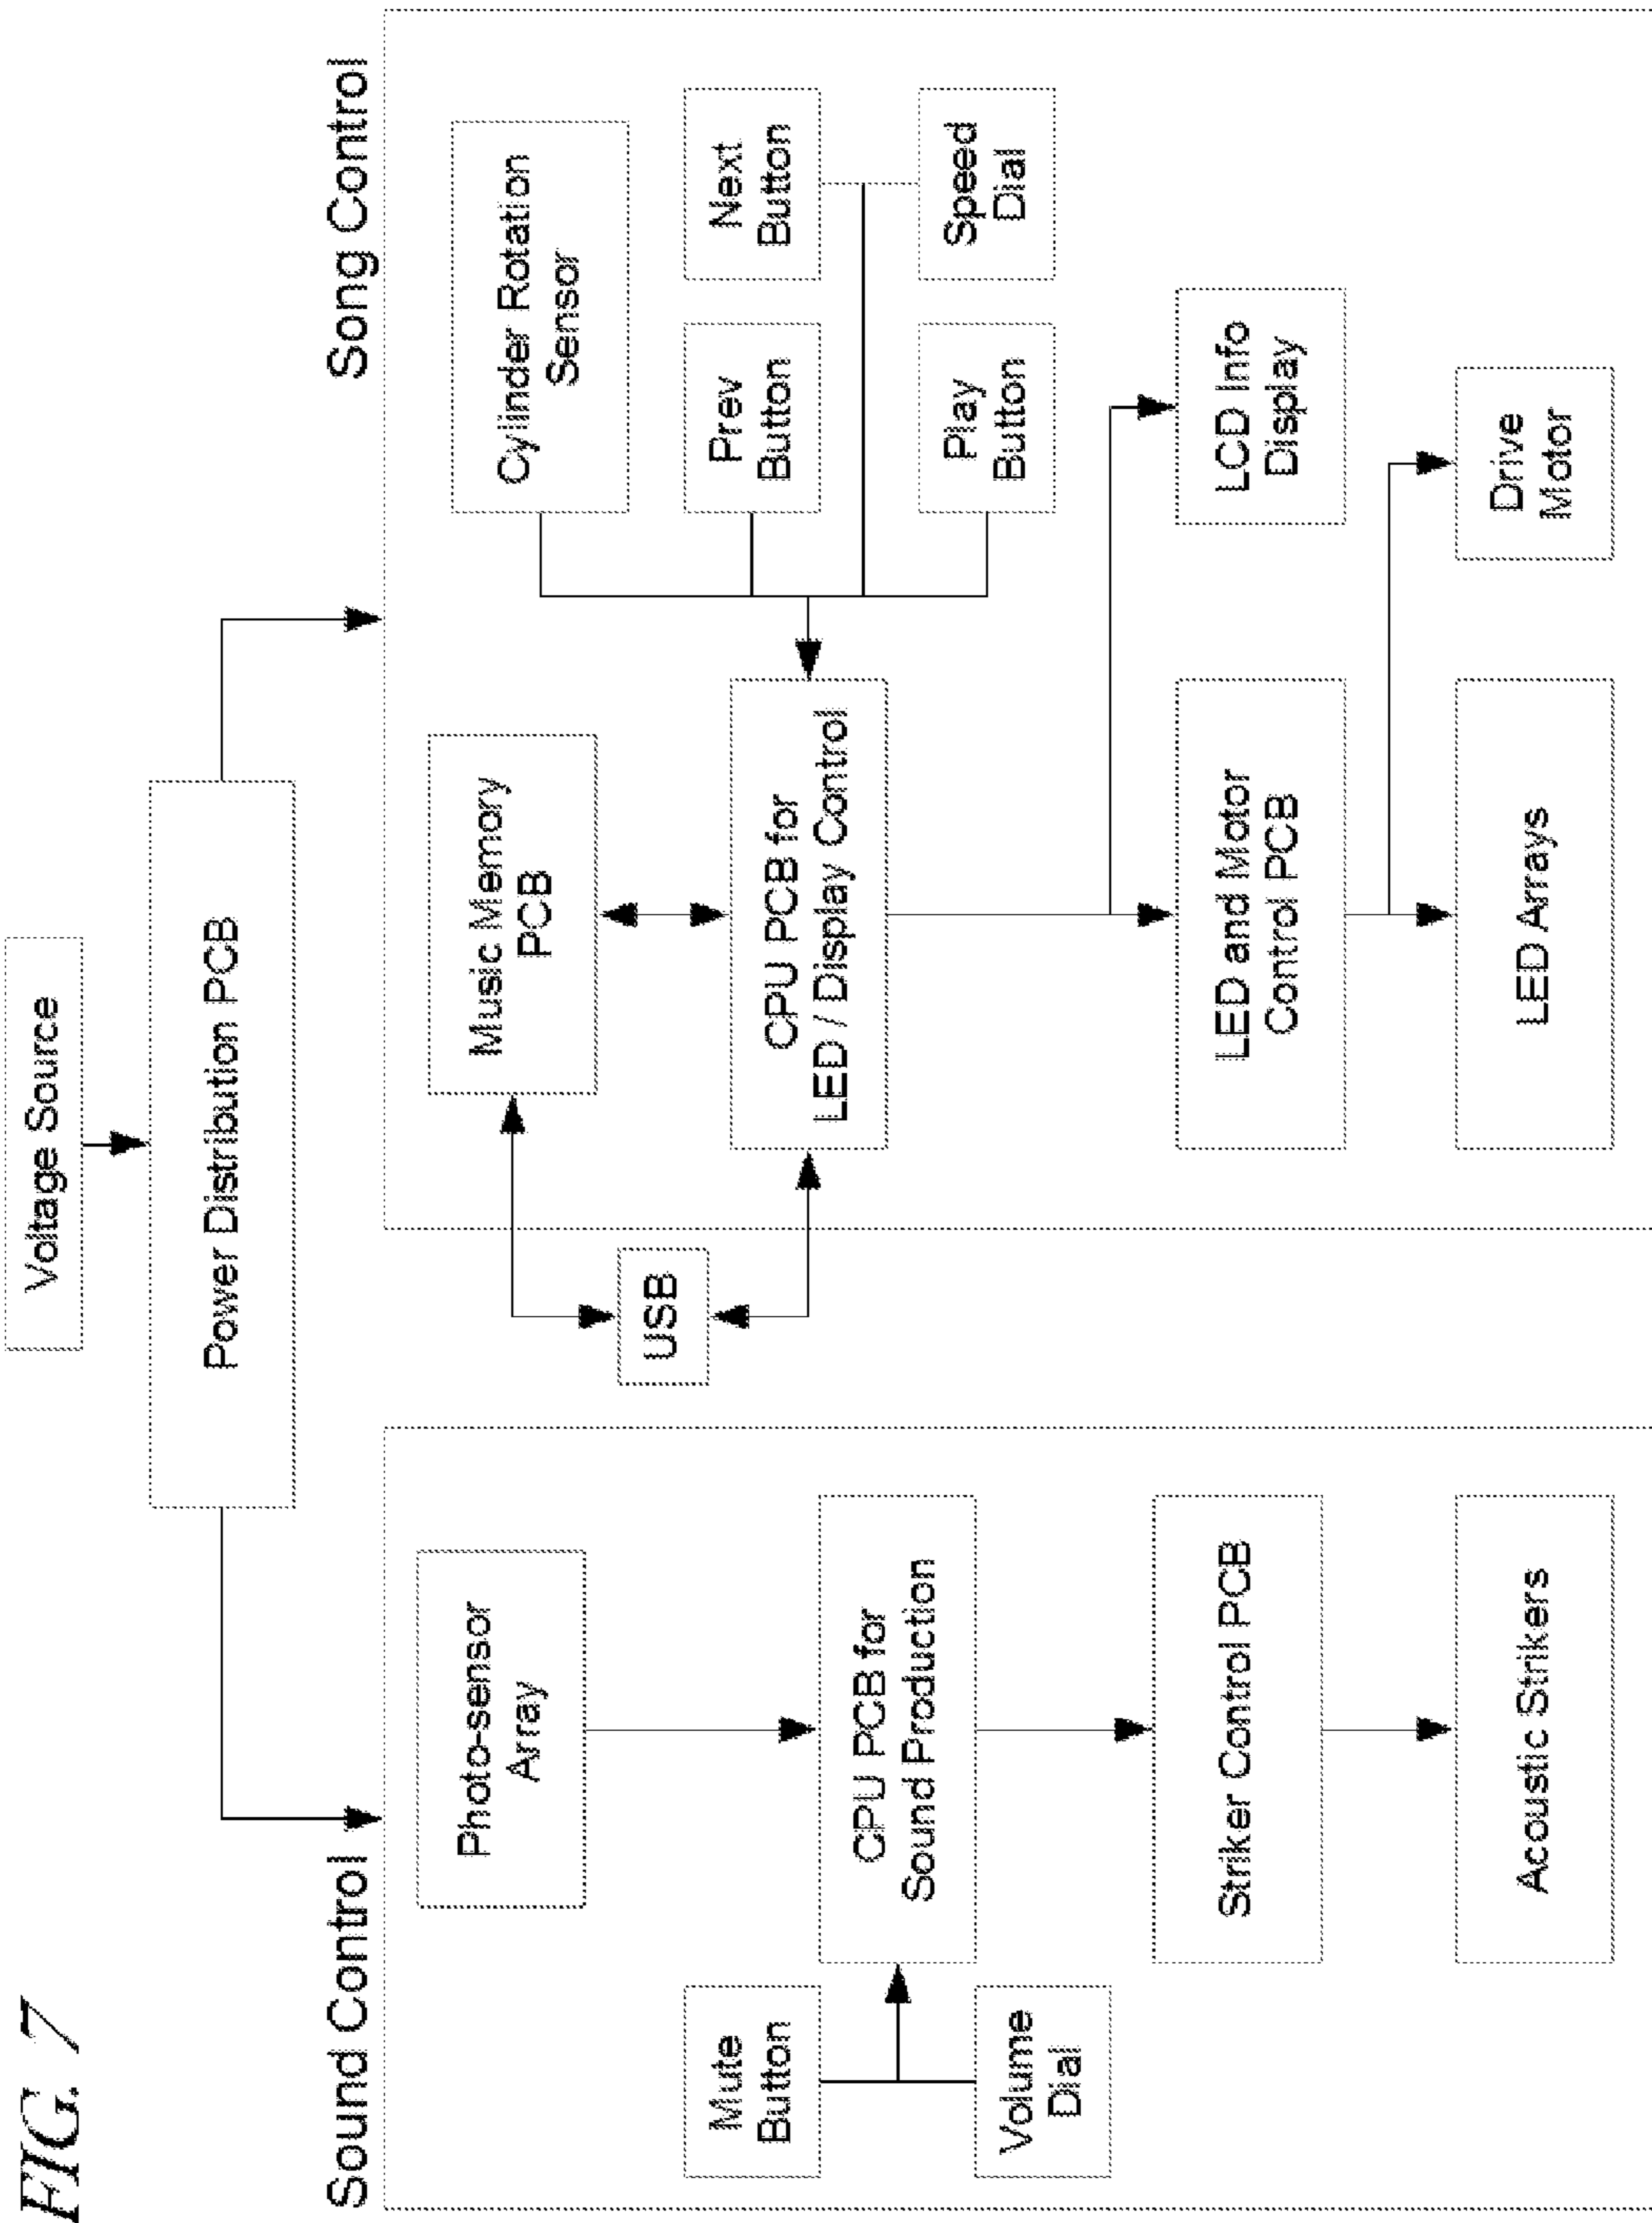 FIG. 7
Voltage Source
Power Distribution PCB
Sound Control
Photo-sensor
Array
Mute
Button
Volume
Dial
CPU PCB for
Sound Production
Striker Control PCB
Acoustic Strikers
USB
Song Control
Music Memory
PCB
Cylinder Rotation
Sensor
Prev
Button
Next
Button
Play
Button
Speed
Dial
CPU PCB for
LED / Display Control
LED and Motor
Control PCB
LCD Info
Display
LED Arrays
Drive
Motor